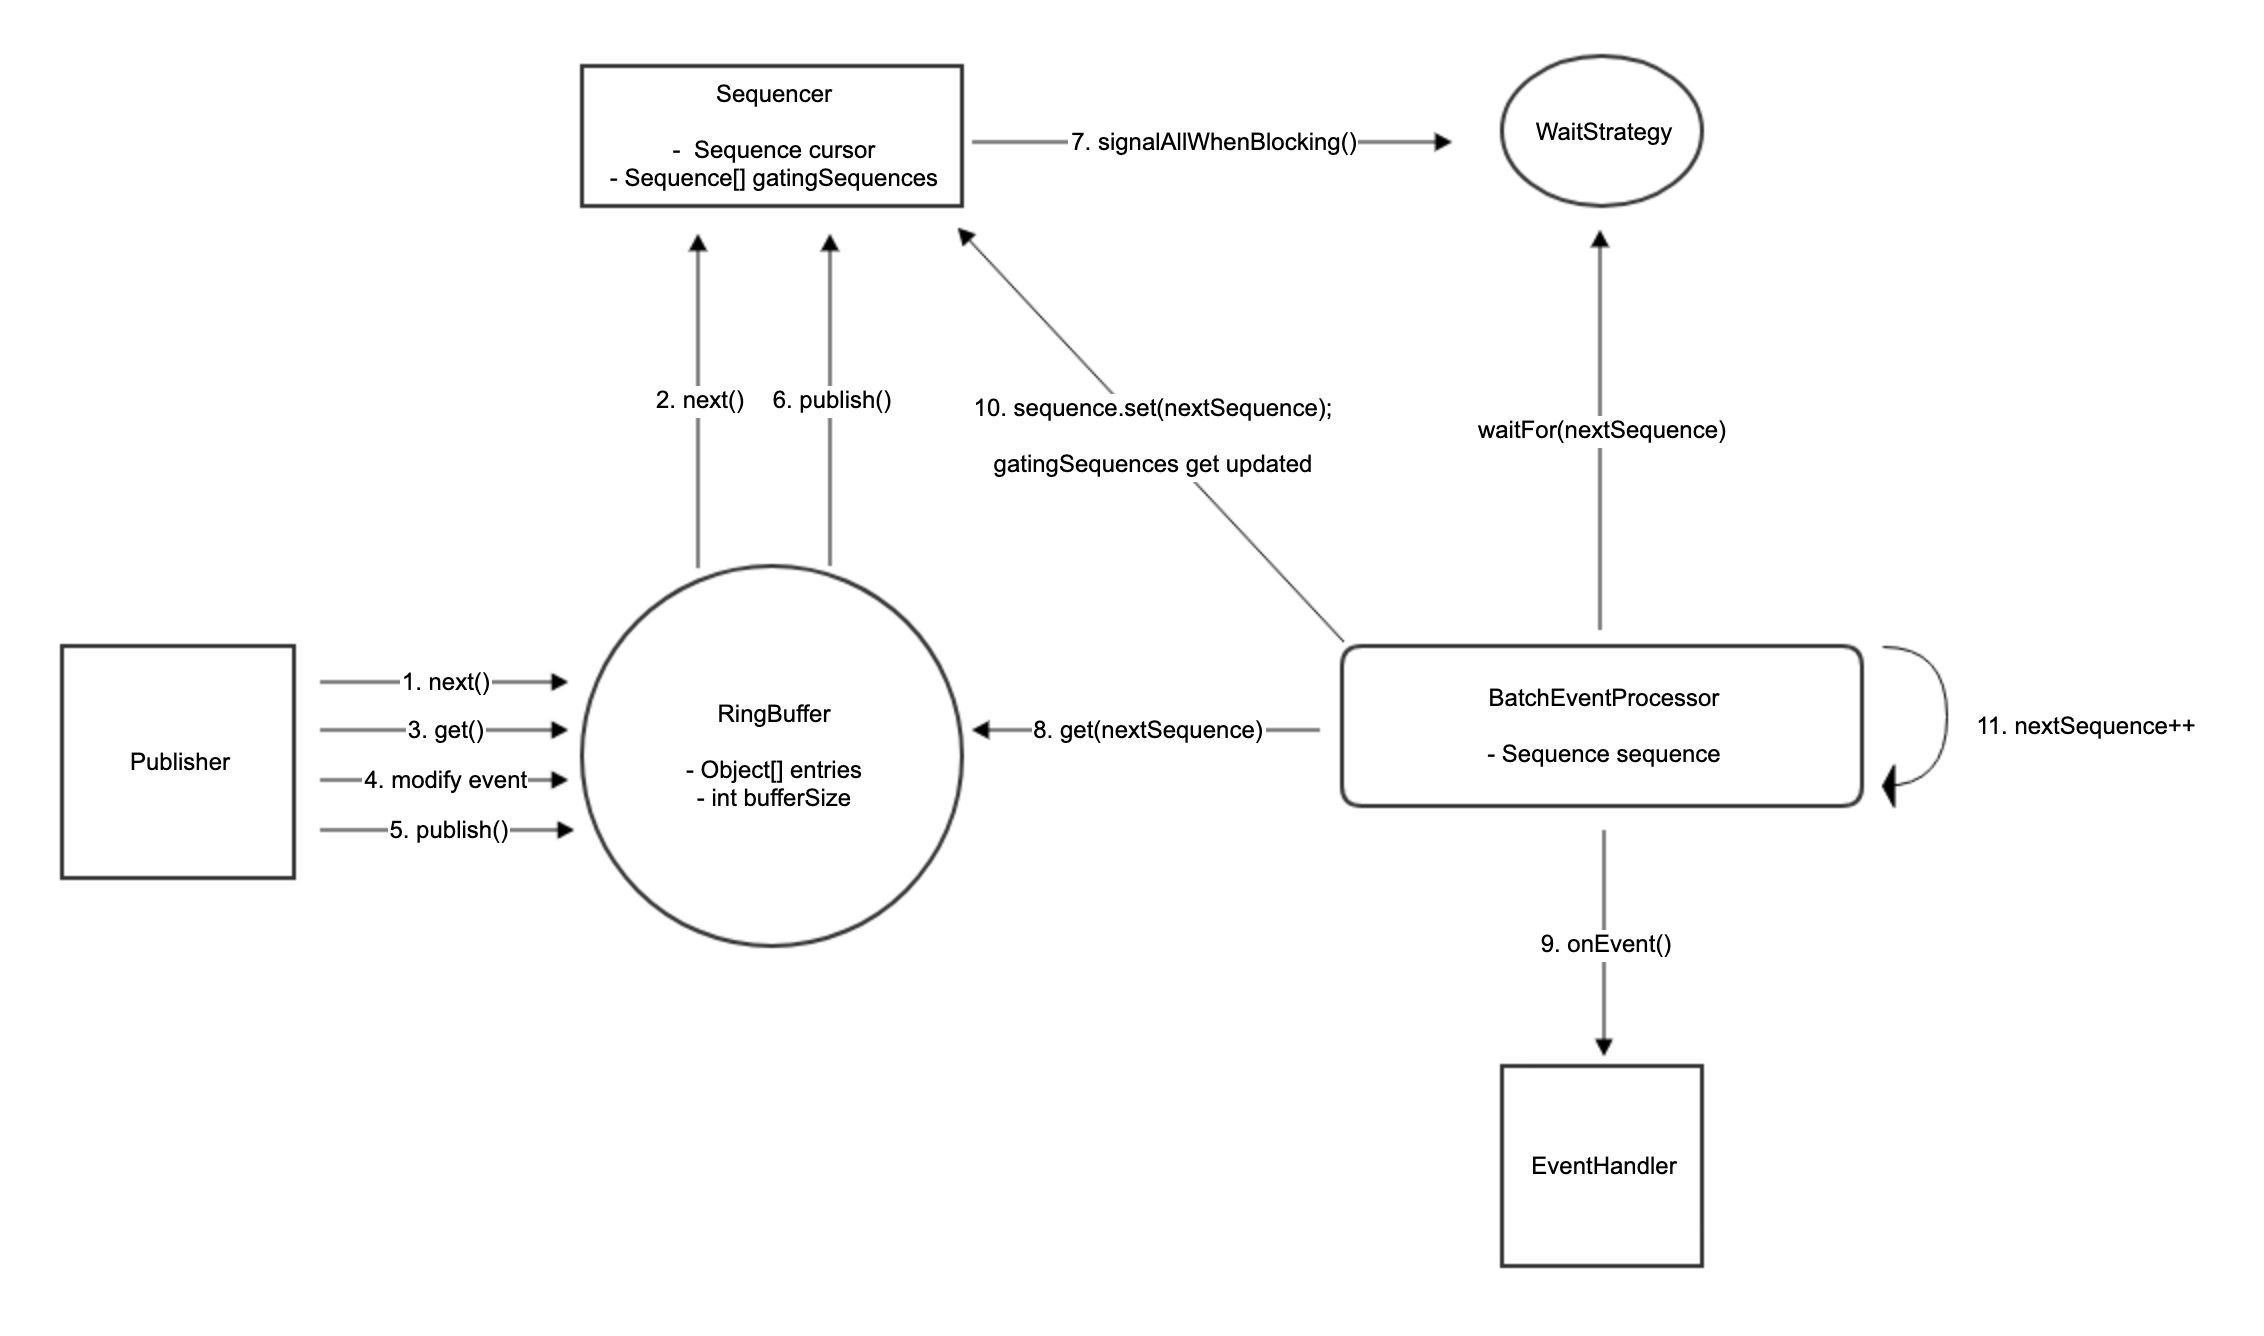 Sequencer
- Sequence cursor
- Sequence[] gatingSequences
7. signalAllWhenBlocking()
WaitStrategy
2. next()
6. publish()
10. sequence.set(nextSequence);
gatingSequences get updated
waitFor(nextSequence)
Publisher
1. next()
3. get()
4. modify event
5. publish()
RingBuffer
- Object[] entries
- int bufferSize
8. get(nextSequence)
BatchEventProcessor
- Sequence sequence
11. nextSequence++
9. onEvent()
EventHandler